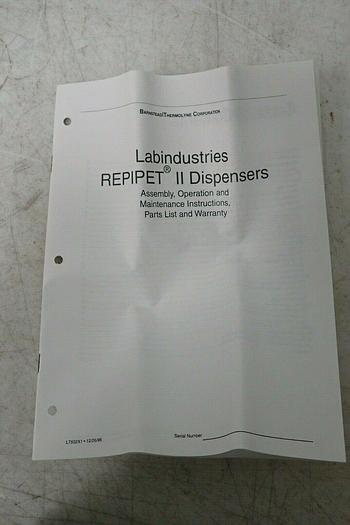 BARNSTEAD|THERMOLYNE CORPORATION
Labindustries
REPIPET® II Dispensers
Assembly, Operation and
Maintenance Instructions,
Parts List and Warranty
Serial Number